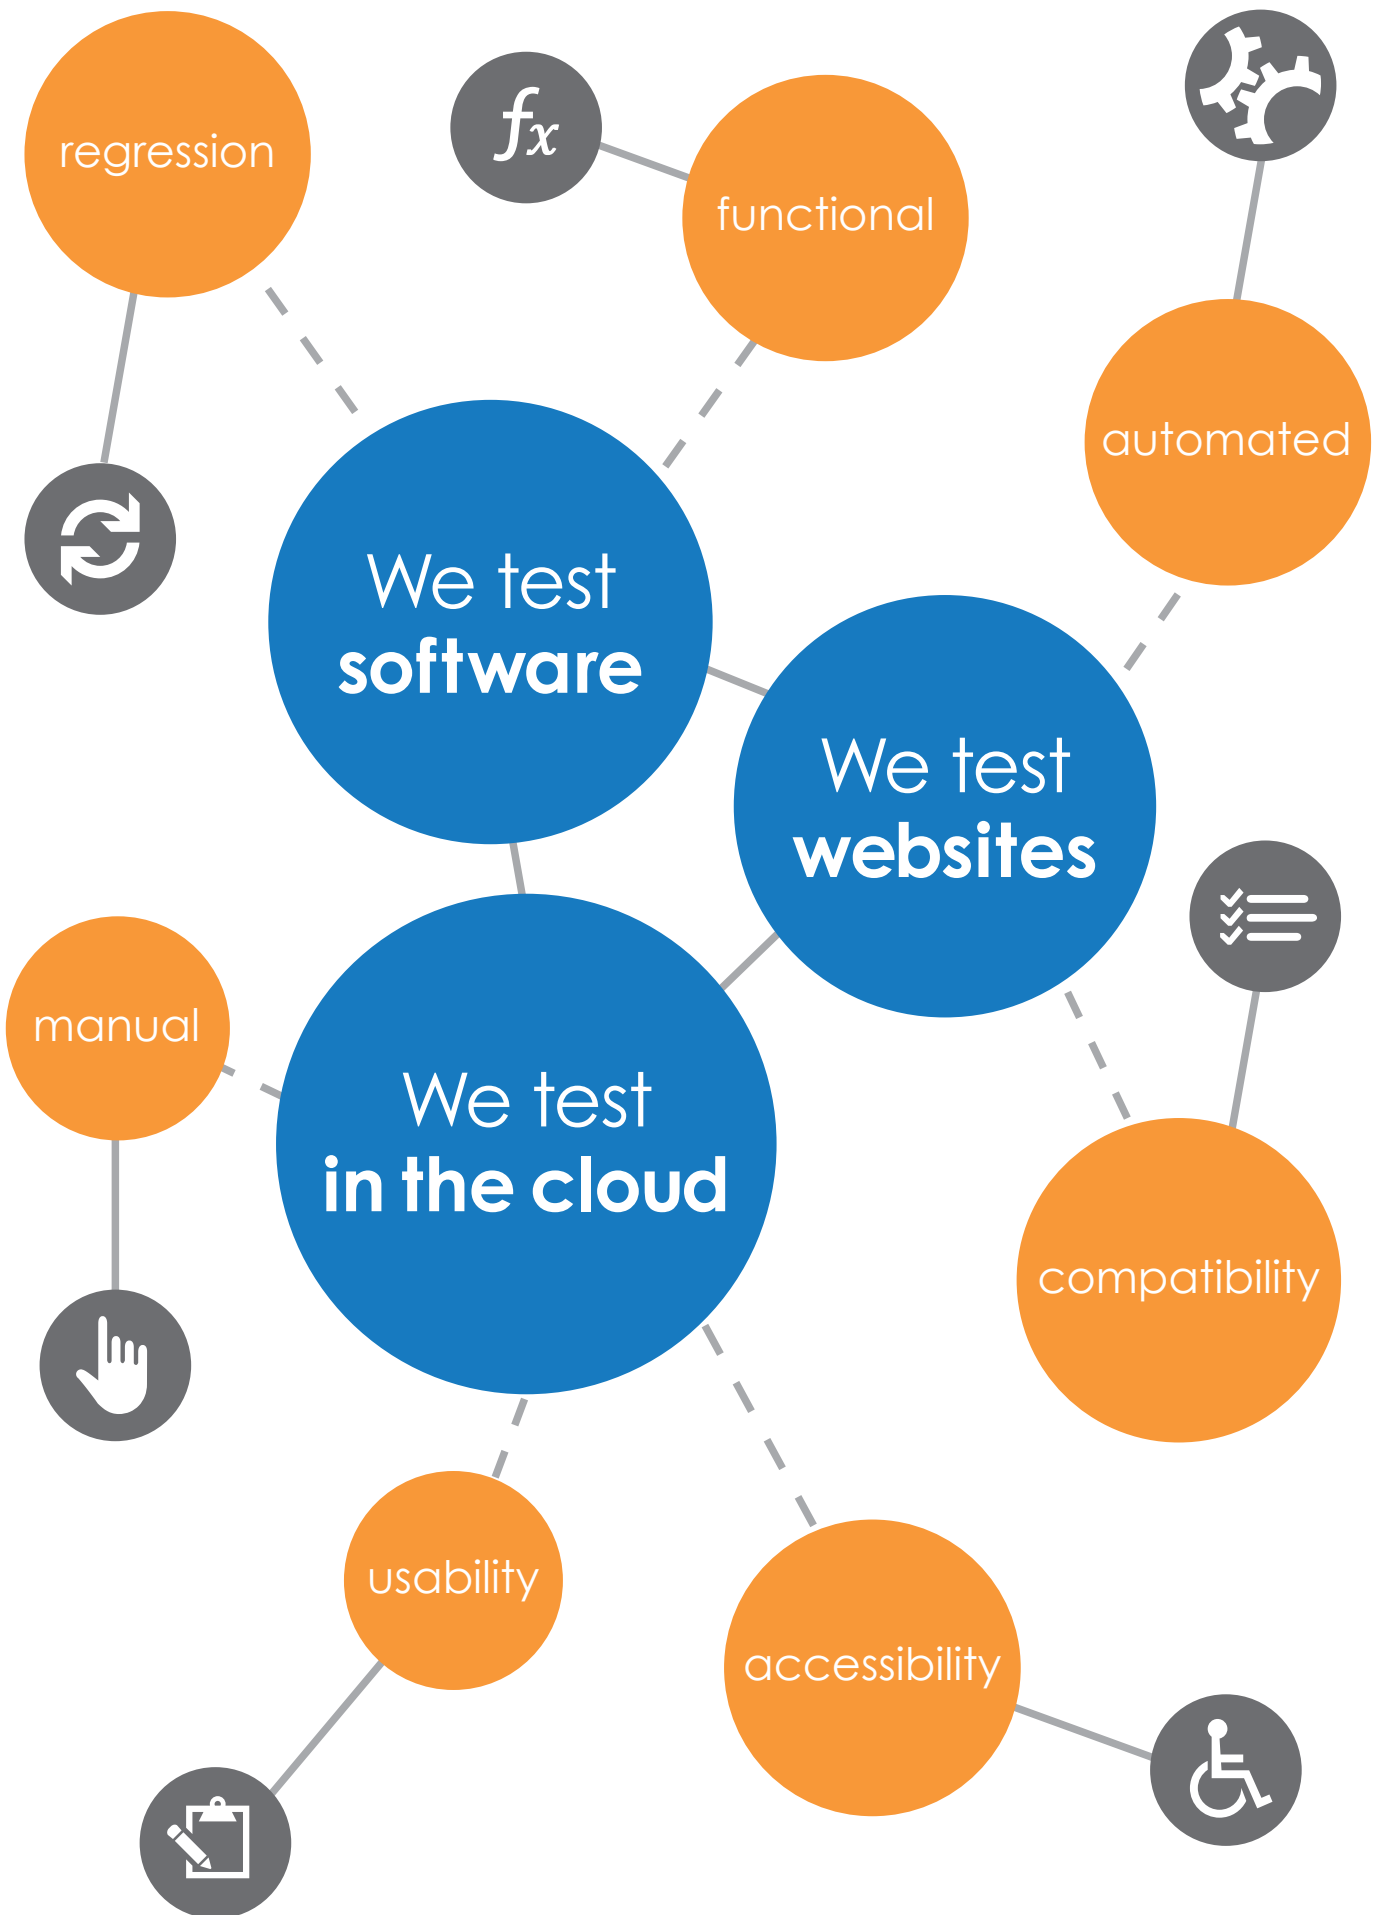 regression
fx
functional
automated
We test
software
We test
websites
manual
We test
in the cloud
compatibility
usability
accessibility